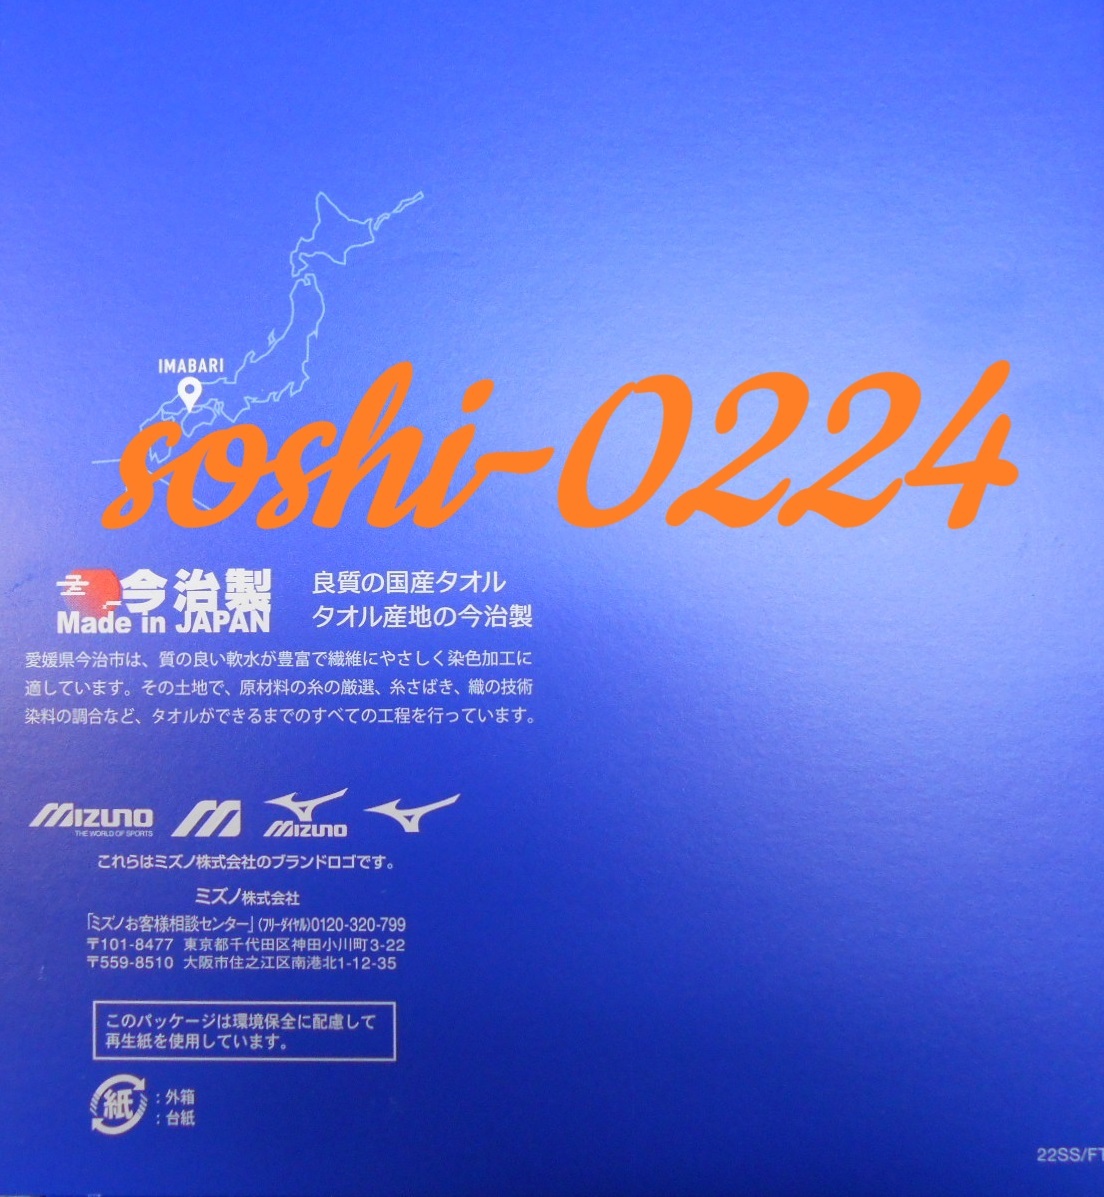 IMABARI
soshi-0224
今治製
Made in JAPAN
良質の国産タオル
タオル産地の今治製
愛媛県今治市は、質の良い軟水が豊富で繊維にやさしく染色加工に
適しています。その土地で、原材料の糸の厳選、糸さばき、織の技術
染料の調合など、タオルができるまでのすべての工程を行っています。
MIZUNO
THE WORLD OF SPORTS
MIZUNO
これらはミズノ株式会社のブランドロゴです。
ミズノ株式会社
「ミズノお客様相談センター」(フリーダイヤル)0120-320-799
〒101-8477 東京都千代田区神田小川町3-22
〒559-8510 大阪市住之江区南港北1-12-35
このパッケージは環境保全に配慮して
再生紙を使用しています。
紙
：外箱
：台紙
22SS/FT